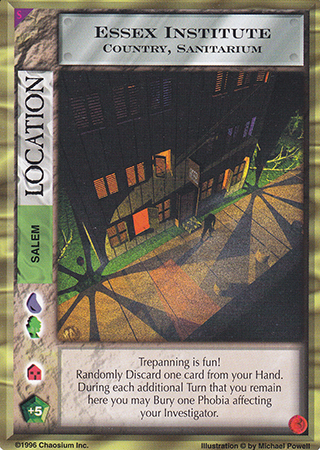 ESSEX INSTITUTE
COUNTRY, SANITARIUM
LOCATION
SALEM
+5
Trepanning is fun!
Randomly Discard one card from your Hand.
During each additional Turn that you remain
here you may Bury one Phobia affecting
your Investigator.
©1996 Chaosium Inc.
Illustration © by Michael Powell